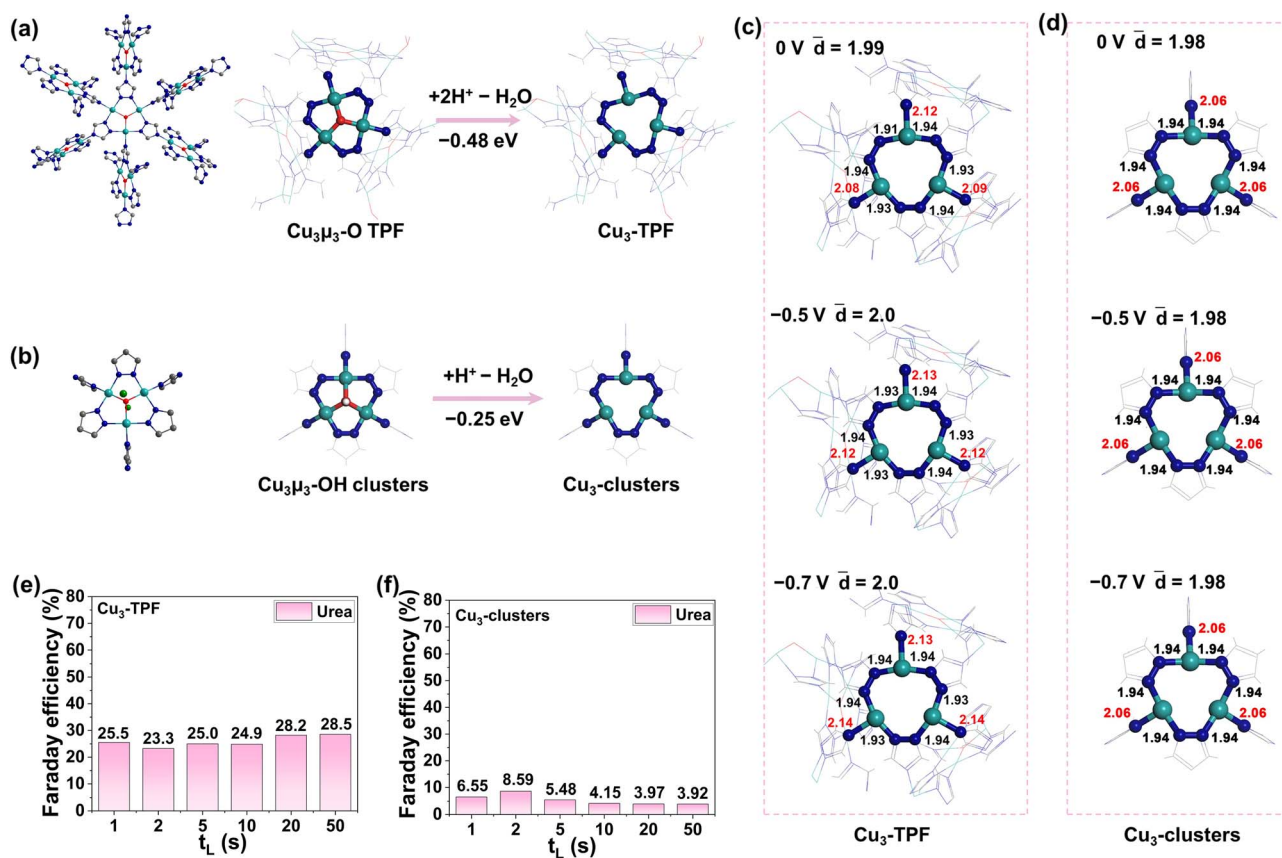 (a)
+2H⁺ − H₂O
−0.48 eV
Cu₃μ₃-O TPF
Cu₃-TPF
(b)
+H⁺ − H₂O
−0.25 eV
Cu₃μ₃-OH clusters
Cu₃-clusters
(c)
0 V d̅ = 1.99
2.12
1.91 1.94
1.94 1.93
2.08 2.09
1.93 1.94
−0.5 V d̅ = 2.0
2.13
1.93 1.94
1.94 1.93
2.12 2.12
1.93 1.94
−0.7 V d̅ = 2.0
2.13
1.94 1.94
1.94 1.93
2.14 2.14
1.93 1.94
Cu₃-TPF
(d)
0 V d̅ = 1.98
2.06
1.94 1.94
1.94 1.94
2.06 2.06
1.94 1.94
−0.5 V d̅ = 1.98
2.06
1.94 1.94
1.94 1.94
2.06 2.06
1.94 1.94
−0.7 V d̅ = 1.98
2.06
1.94 1.94
1.94 1.94
2.06 2.06
1.94 1.94
Cu₃-clusters
(e)
Cu₃-TPF
Urea
Faraday efficiency (%)
80
70
60
50
40
30
20
10
0
25.5 23.3 25.0 24.9 28.2 28.5
1 2 5 10 20 50
t_L (s)
(f)
Cu₃-clusters
Urea
Faraday efficiency (%)
80
70
60
50
40
30
20
10
0
6.55 8.59 5.48 4.15 3.97 3.92
1 2 5 10 20 50
t_L (s)